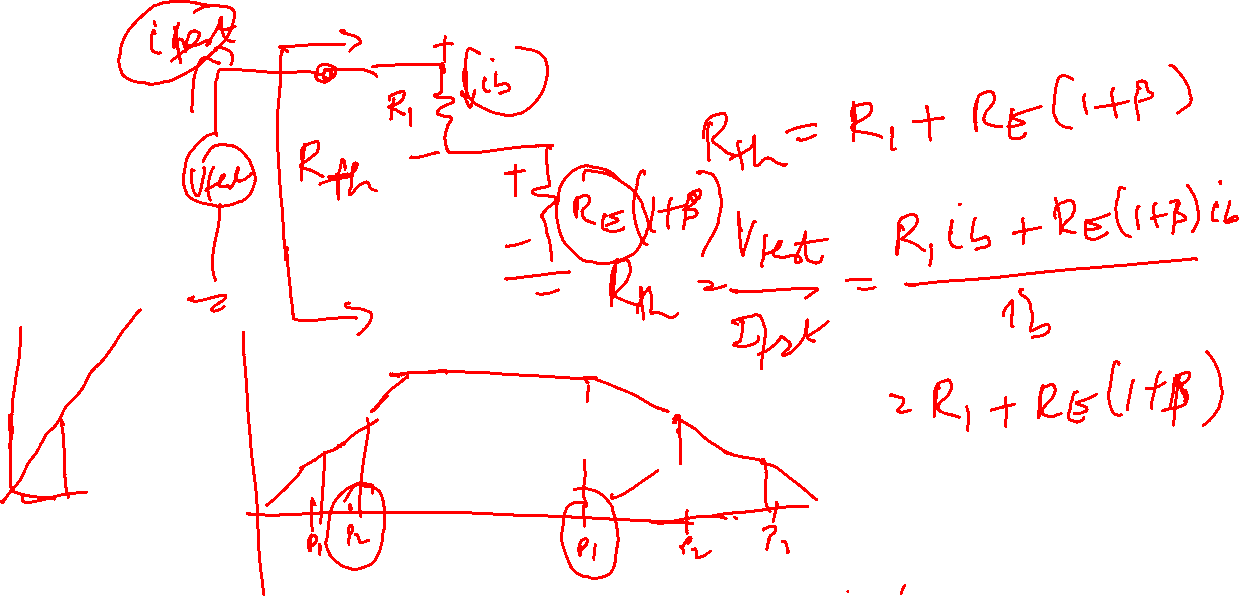 itest
R₁
ib
Rth = R₁ + RE(1+β)
Vtest
Rth
+
RE (1+β)
Rth = Vtest / Itest = R₁ib + RE(1+β)ib / ib
= R₁ + RE(1+β)
P₁ P₂ P₁ P₂ P₃